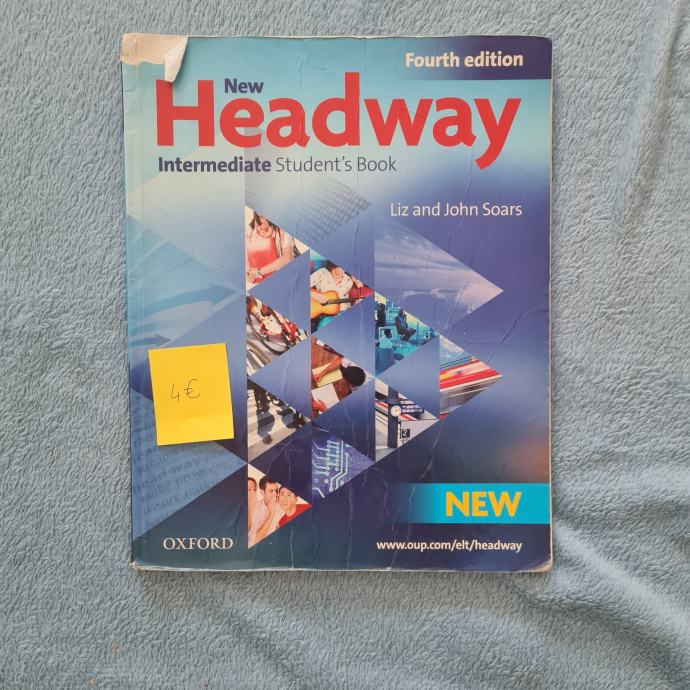 Fourth edition
New
Headway
Intermediate Student's Book
Liz and John Soars
4€
NEW
OXFORD
www.oup.com/elt/headway